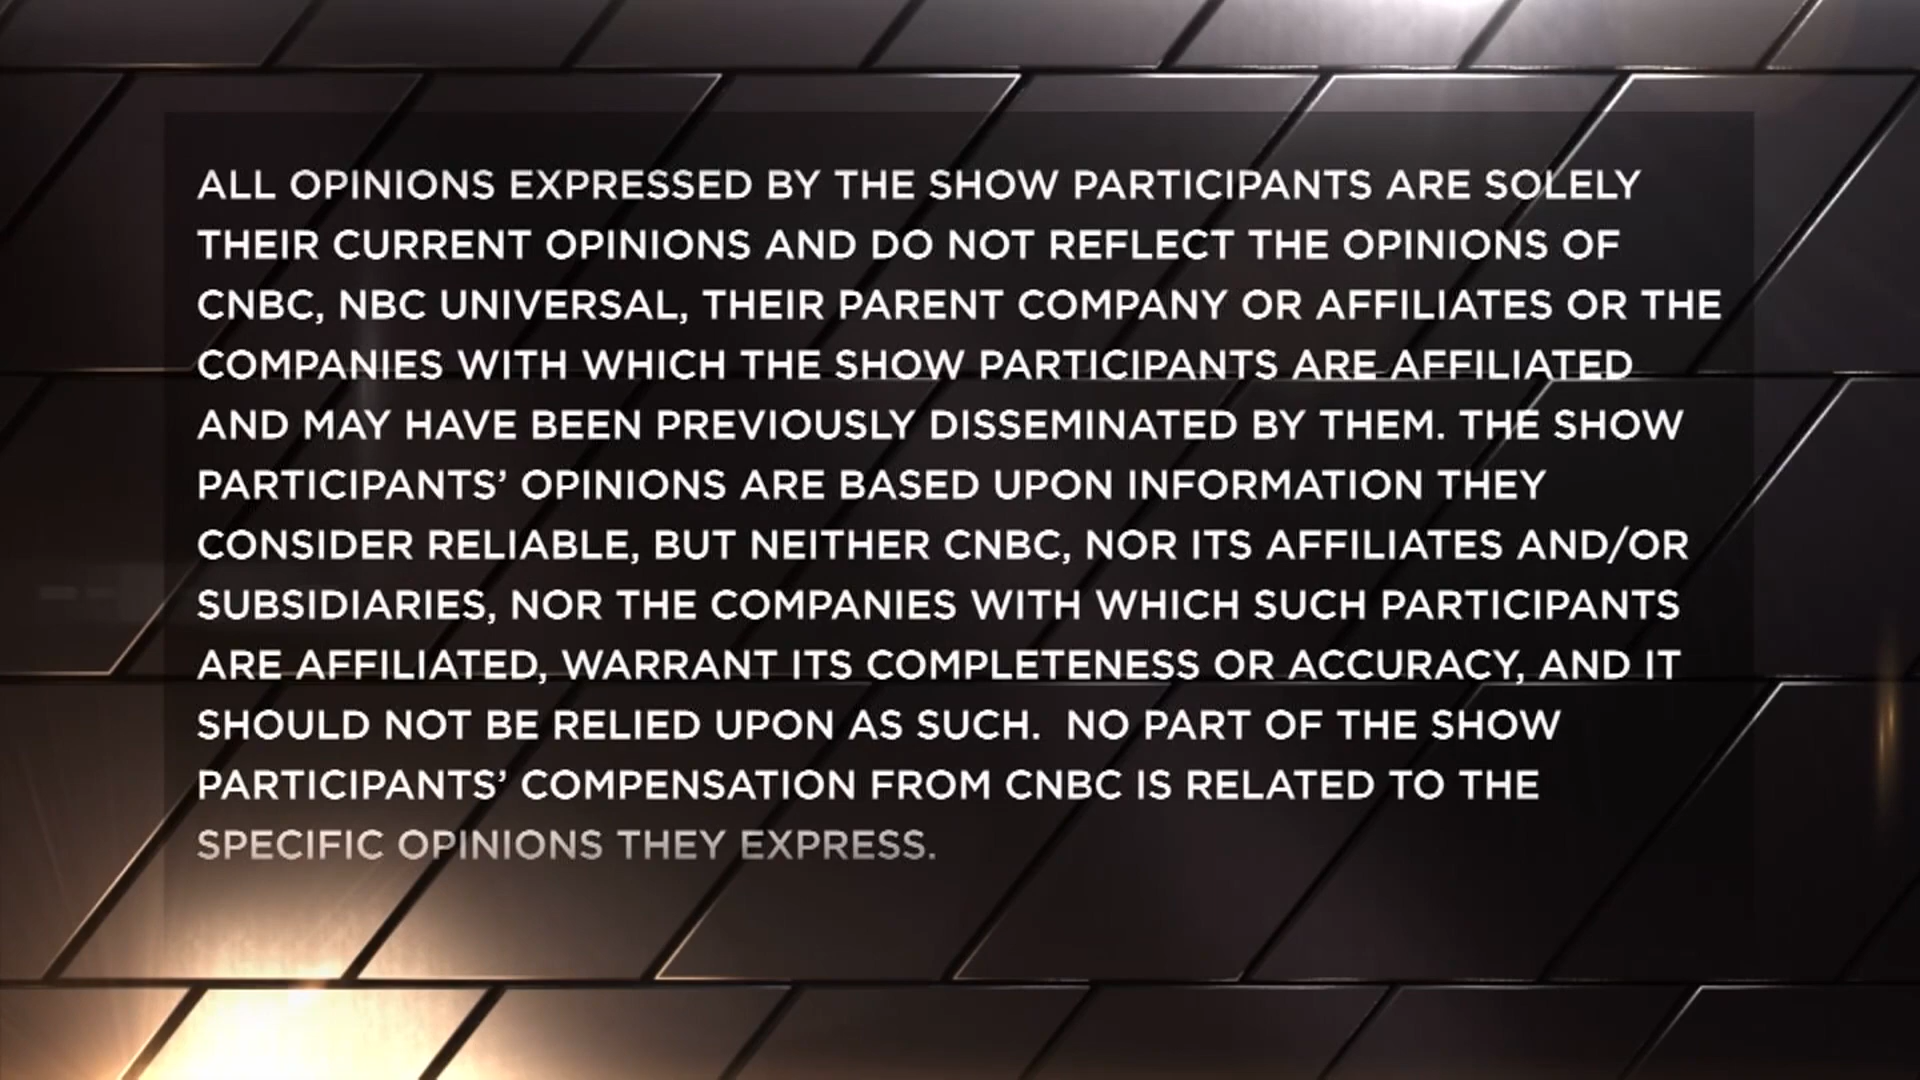 ALL OPINIONS EXPRESSED BY THE SHOW PARTICIPANTS ARE SOLELY
THEIR CURRENT OPINIONS AND DO NOT REFLECT THE OPINIONS OF
CNBC, NBC UNIVERSAL, THEIR PARENT COMPANY OR AFFILIATES OR THE
COMPANIES WITH WHICH THE SHOW PARTICIPANTS ARE AFFILIATED
AND MAY HAVE BEEN PREVIOUSLY DISSEMINATED BY THEM. THE SHOW
PARTICIPANTS’ OPINIONS ARE BASED UPON INFORMATION THEY
CONSIDER RELIABLE, BUT NEITHER CNBC, NOR ITS AFFILIATES AND/OR
SUBSIDIARIES, NOR THE COMPANIES WITH WHICH SUCH PARTICIPANTS
ARE AFFILIATED, WARRANT ITS COMPLETENESS OR ACCURACY, AND IT
SHOULD NOT BE RELIED UPON AS SUCH.  NO PART OF THE SHOW
PARTICIPANTS’ COMPENSATION FROM CNBC IS RELATED TO THE
SPECIFIC OPINIONS THEY EXPRESS.